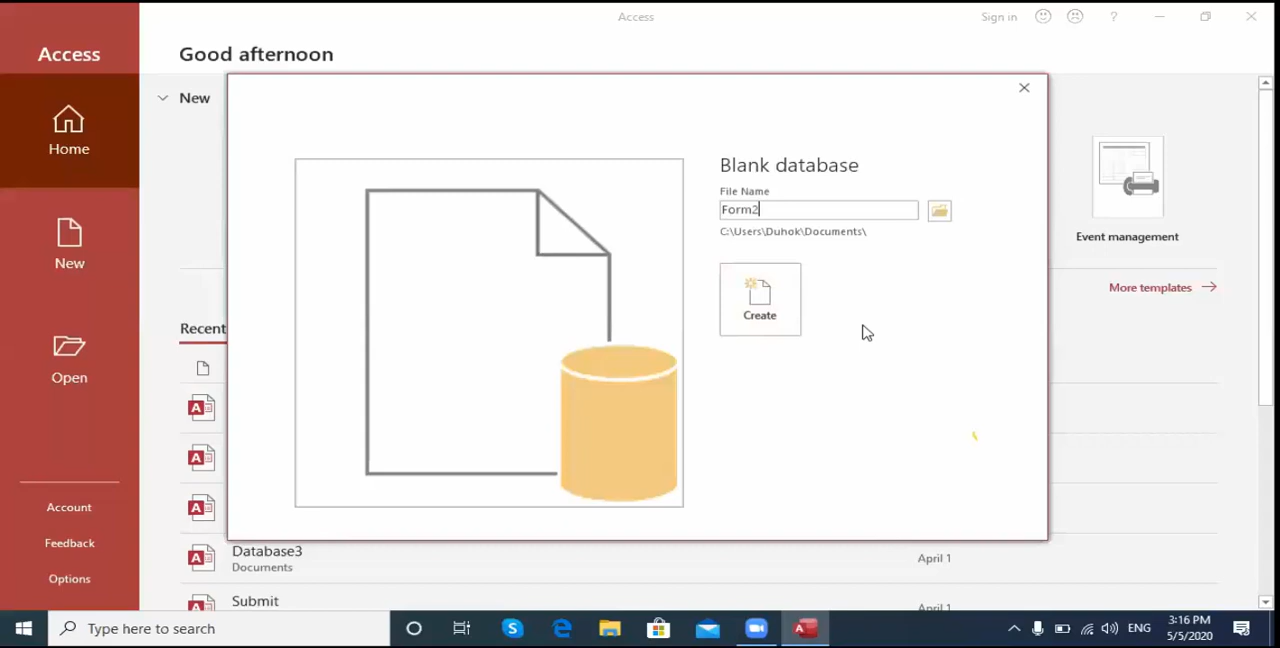 Access
Sign in
?
Access
Good afternoon
New
Home
New
Open
Account
Feedback
Options
Blank database
File Name
Form2
C:\Users\Duhok\Documents\
Create
Event management
More templates
Recent
Database3
Documents
April 1
Submit
April 1
Type here to search
ENG
3:16 PM
5/5/2020